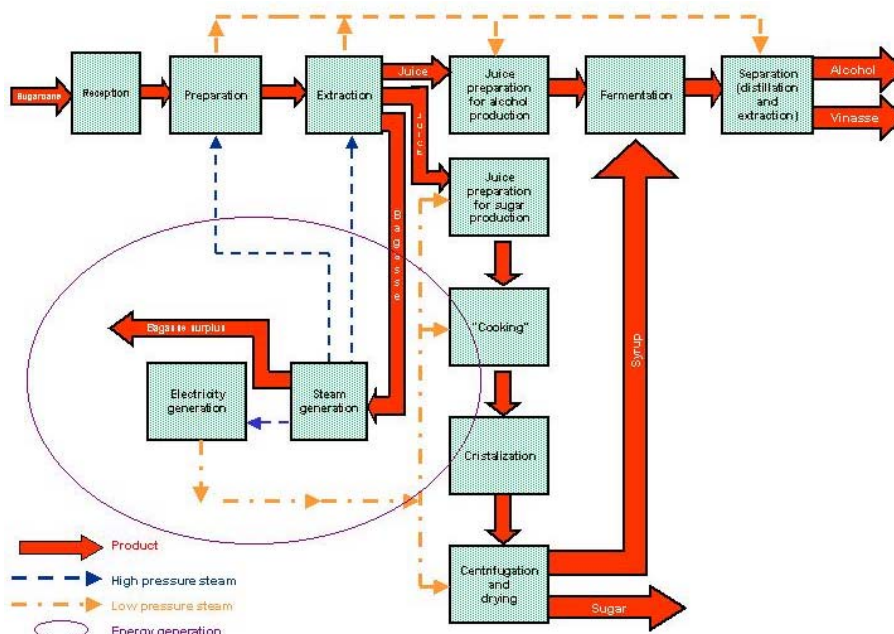 Sugarcane
Reception
Preparation
Extraction
Juice
Juice
preparation
for alcohol
production
Fermentation
Separation
(distillation
and
extraction)
Alcohol
Vinasse
Juice
Juice
preparation
for sugar
production
Bagasse
"Cooking"
Syrup
Bagasse surplus
Electricity
generation
Steam
generation
Cristalization
Centrifugation
and
drying
Sugar
Product
High pressure steam
Low pressure steam
Energy generation